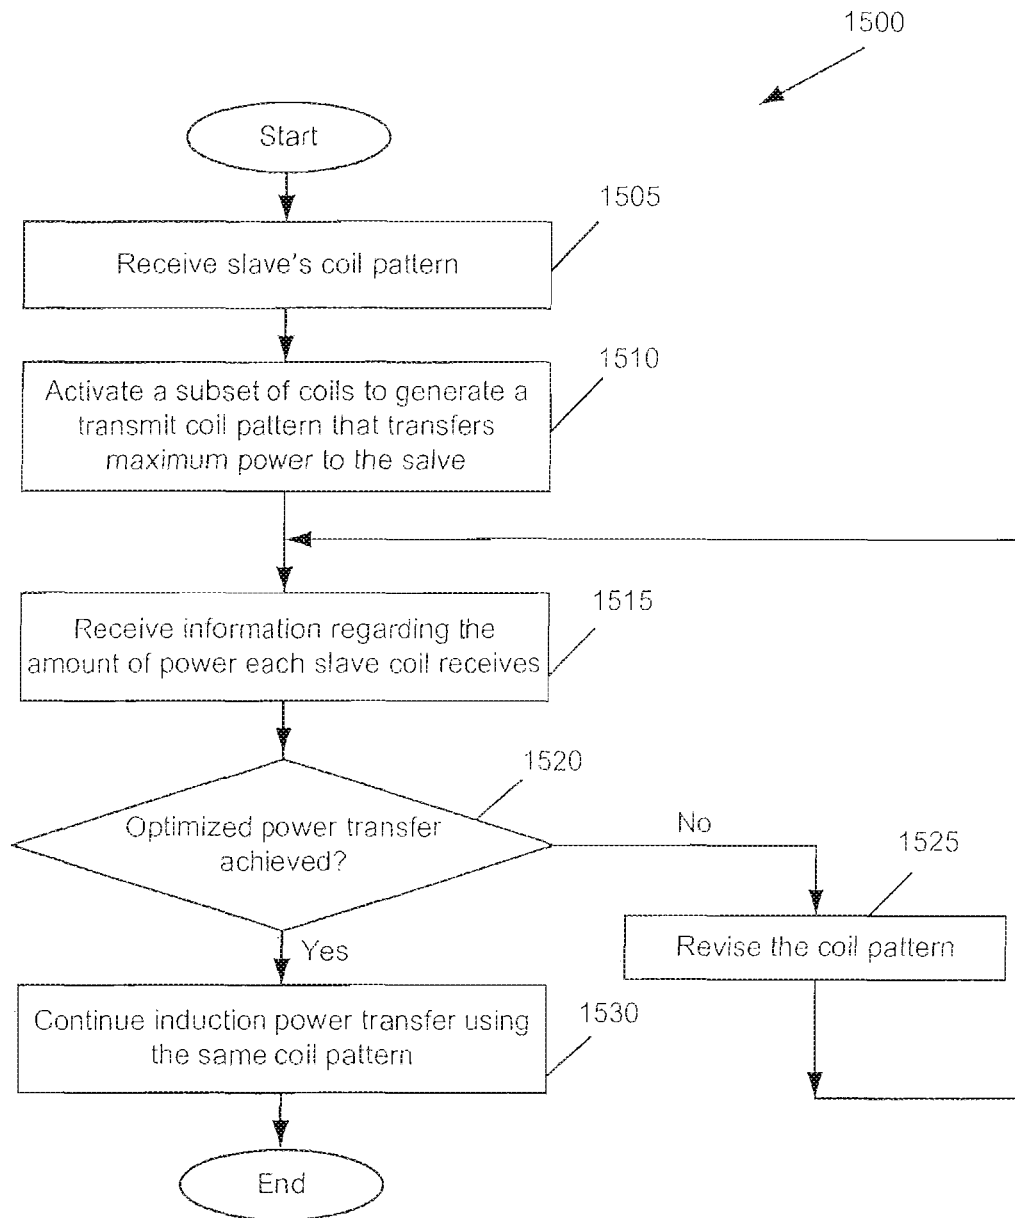 1500
Start
1505
Receive slave's coil pattern
1510
Activate a subset of coils to generate a
transmit coil pattern that transfers
maximum power to the salve
1515
Receive information regarding the
amount of power each slave coil receives
1520
Optimized power transfer
achieved?
No
1525
Revise the coil pattern
Yes
1530
Continue induction power transfer using
the same coil pattern
End